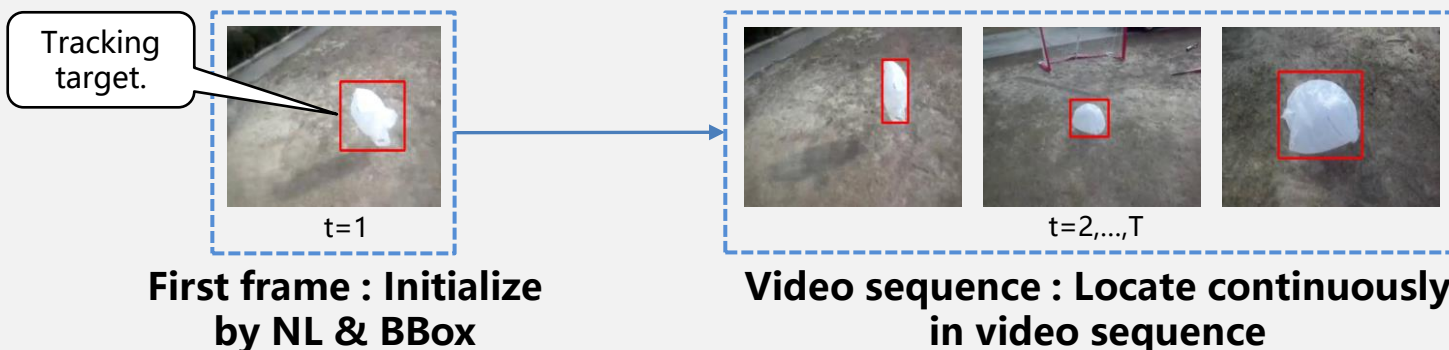 Tracking
target.
t=1
t=2,...,T
First frame : Initialize
by NL & BBox
Video sequence : Locate continuously
in video sequence